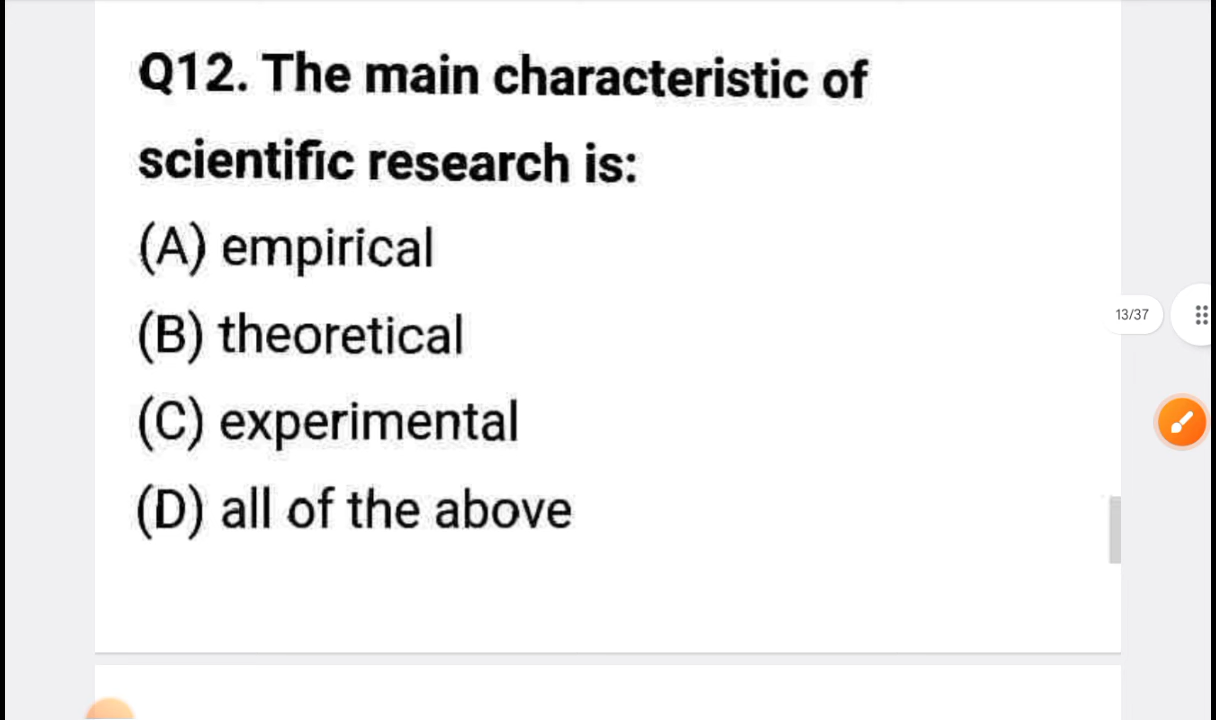 Q12. The main characteristic of
scientific research is:
(A) empirical
(B) theoretical
(C) experimental
(D) all of the above
13/37